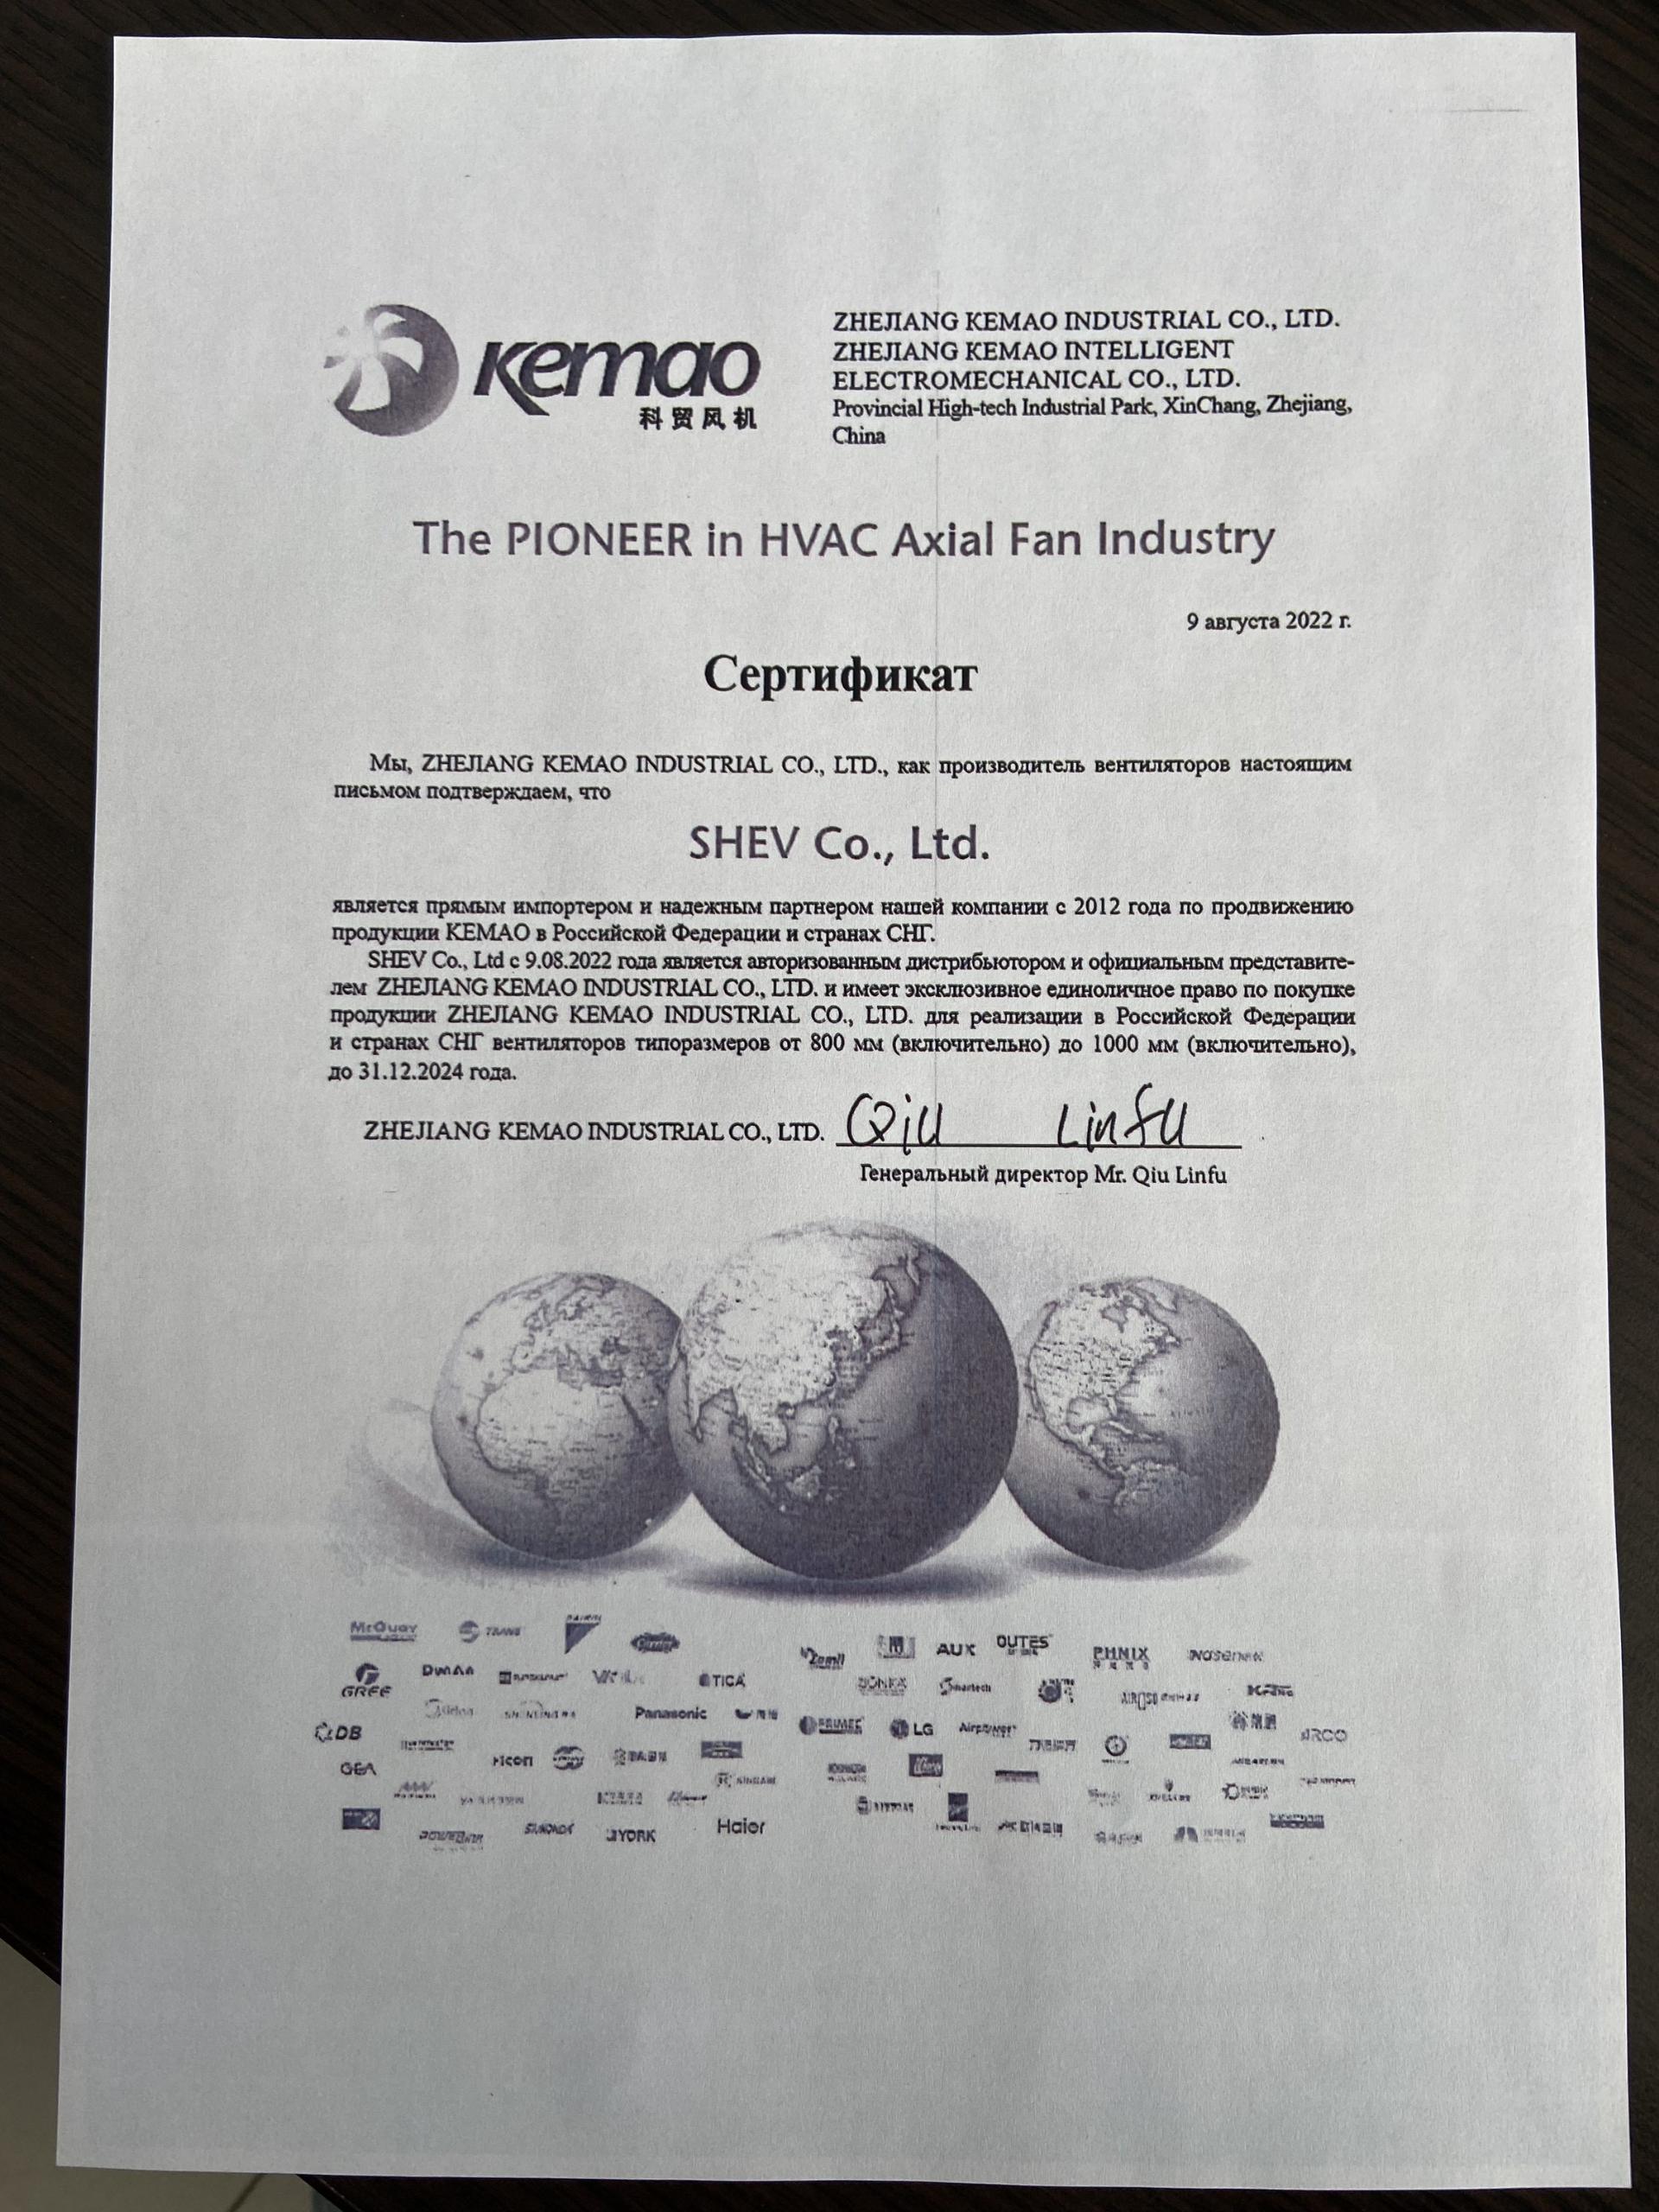 Kemao
科贸风机
ZHEJIANG KEMAO INDUSTRIAL CO., LTD.
ZHEJIANG KEMAO INTELLIGENT
ELECTROMECHANICAL CO., LTD.
Provincial High-tech Industrial Park, XinChang, Zhejiang,
China
The PIONEER in HVAC Axial Fan Industry
9 августа 2022 г.
Сертификат
Мы, ZHEJIANG KEMAO INDUSTRIAL CO., LTD., как производитель вентиляторов настоящим
письмом подтверждаем, что
SHEV Co., Ltd.
является прямым импортером и надежным партнером нашей компании с 2012 года по продвижению
продукции KEMAO в Российской Федерации и странах СНГ.
SHEV Co., Ltd с 9.08.2022 года является авторизованным дистрибьютором и официальным представите-
лем ZHEJIANG KEMAO INDUSTRIAL CO., LTD. и имеет эксклюзивное единоличное право по покупке
продукции ZHEJIANG KEMAO INDUSTRIAL CO., LTD. для реализации в Российской Федерации
и странах СНГ вентиляторов типоразмеров от 800 мм (включительно) до 1000 мм (включительно),
до 31.12.2024 года.
ZHEJIANG KEMAO INDUSTRIAL CO., LTD. Qiu Linfu
Генеральный директор Mr. Qiu Linfu
McQuay TRANE AUX OUTES PHNIX
GREE TICA
Panasonic LG Airpower
DB GEA
YORK Haier